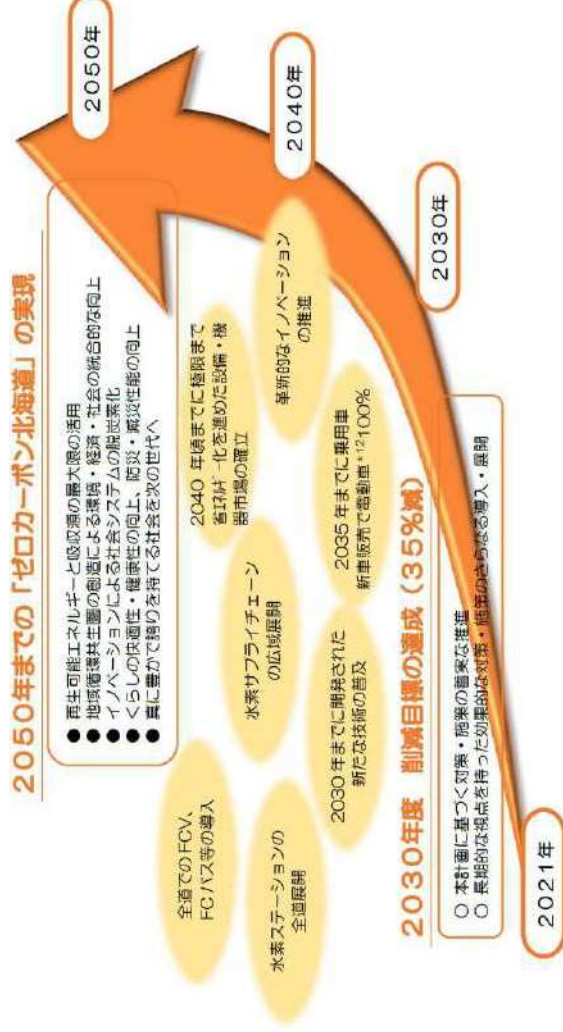 2050年までの「ゼロカーボン北海道」の実現
● 再生可能エネルギーと吸収源の最大限の活用
● 地域循環共生圏の創造による環境・経済・社会の統合的な向上
● イノベーションによる社会システムの脱炭素化
● くらしの快適性・健康性の向上、防災・減災性能の向上
● 真に豊かで誇りを持てる社会を次の世代へ
2050年
全道でのFCV、
FCバス等の導入
水素サプライチェーン
の広域展開
2040 年頃までに極限まで
省エネルギー化を進めた設備・機
器市場の確立
2040年
水素ステーションの
全道展開
2030 年までに開発された
新たな技術の普及
2035 年までに乗用車
新車販売で電動車*12100%
革新的なイノベーション
の推進
2030年度 削減目標の達成（35%減）
○ 本計画に基づく対策・施策の着実な推進
○ 長期的な視点を持った効果的な対策・施策のさらなる導入・展開
2030年
2021年